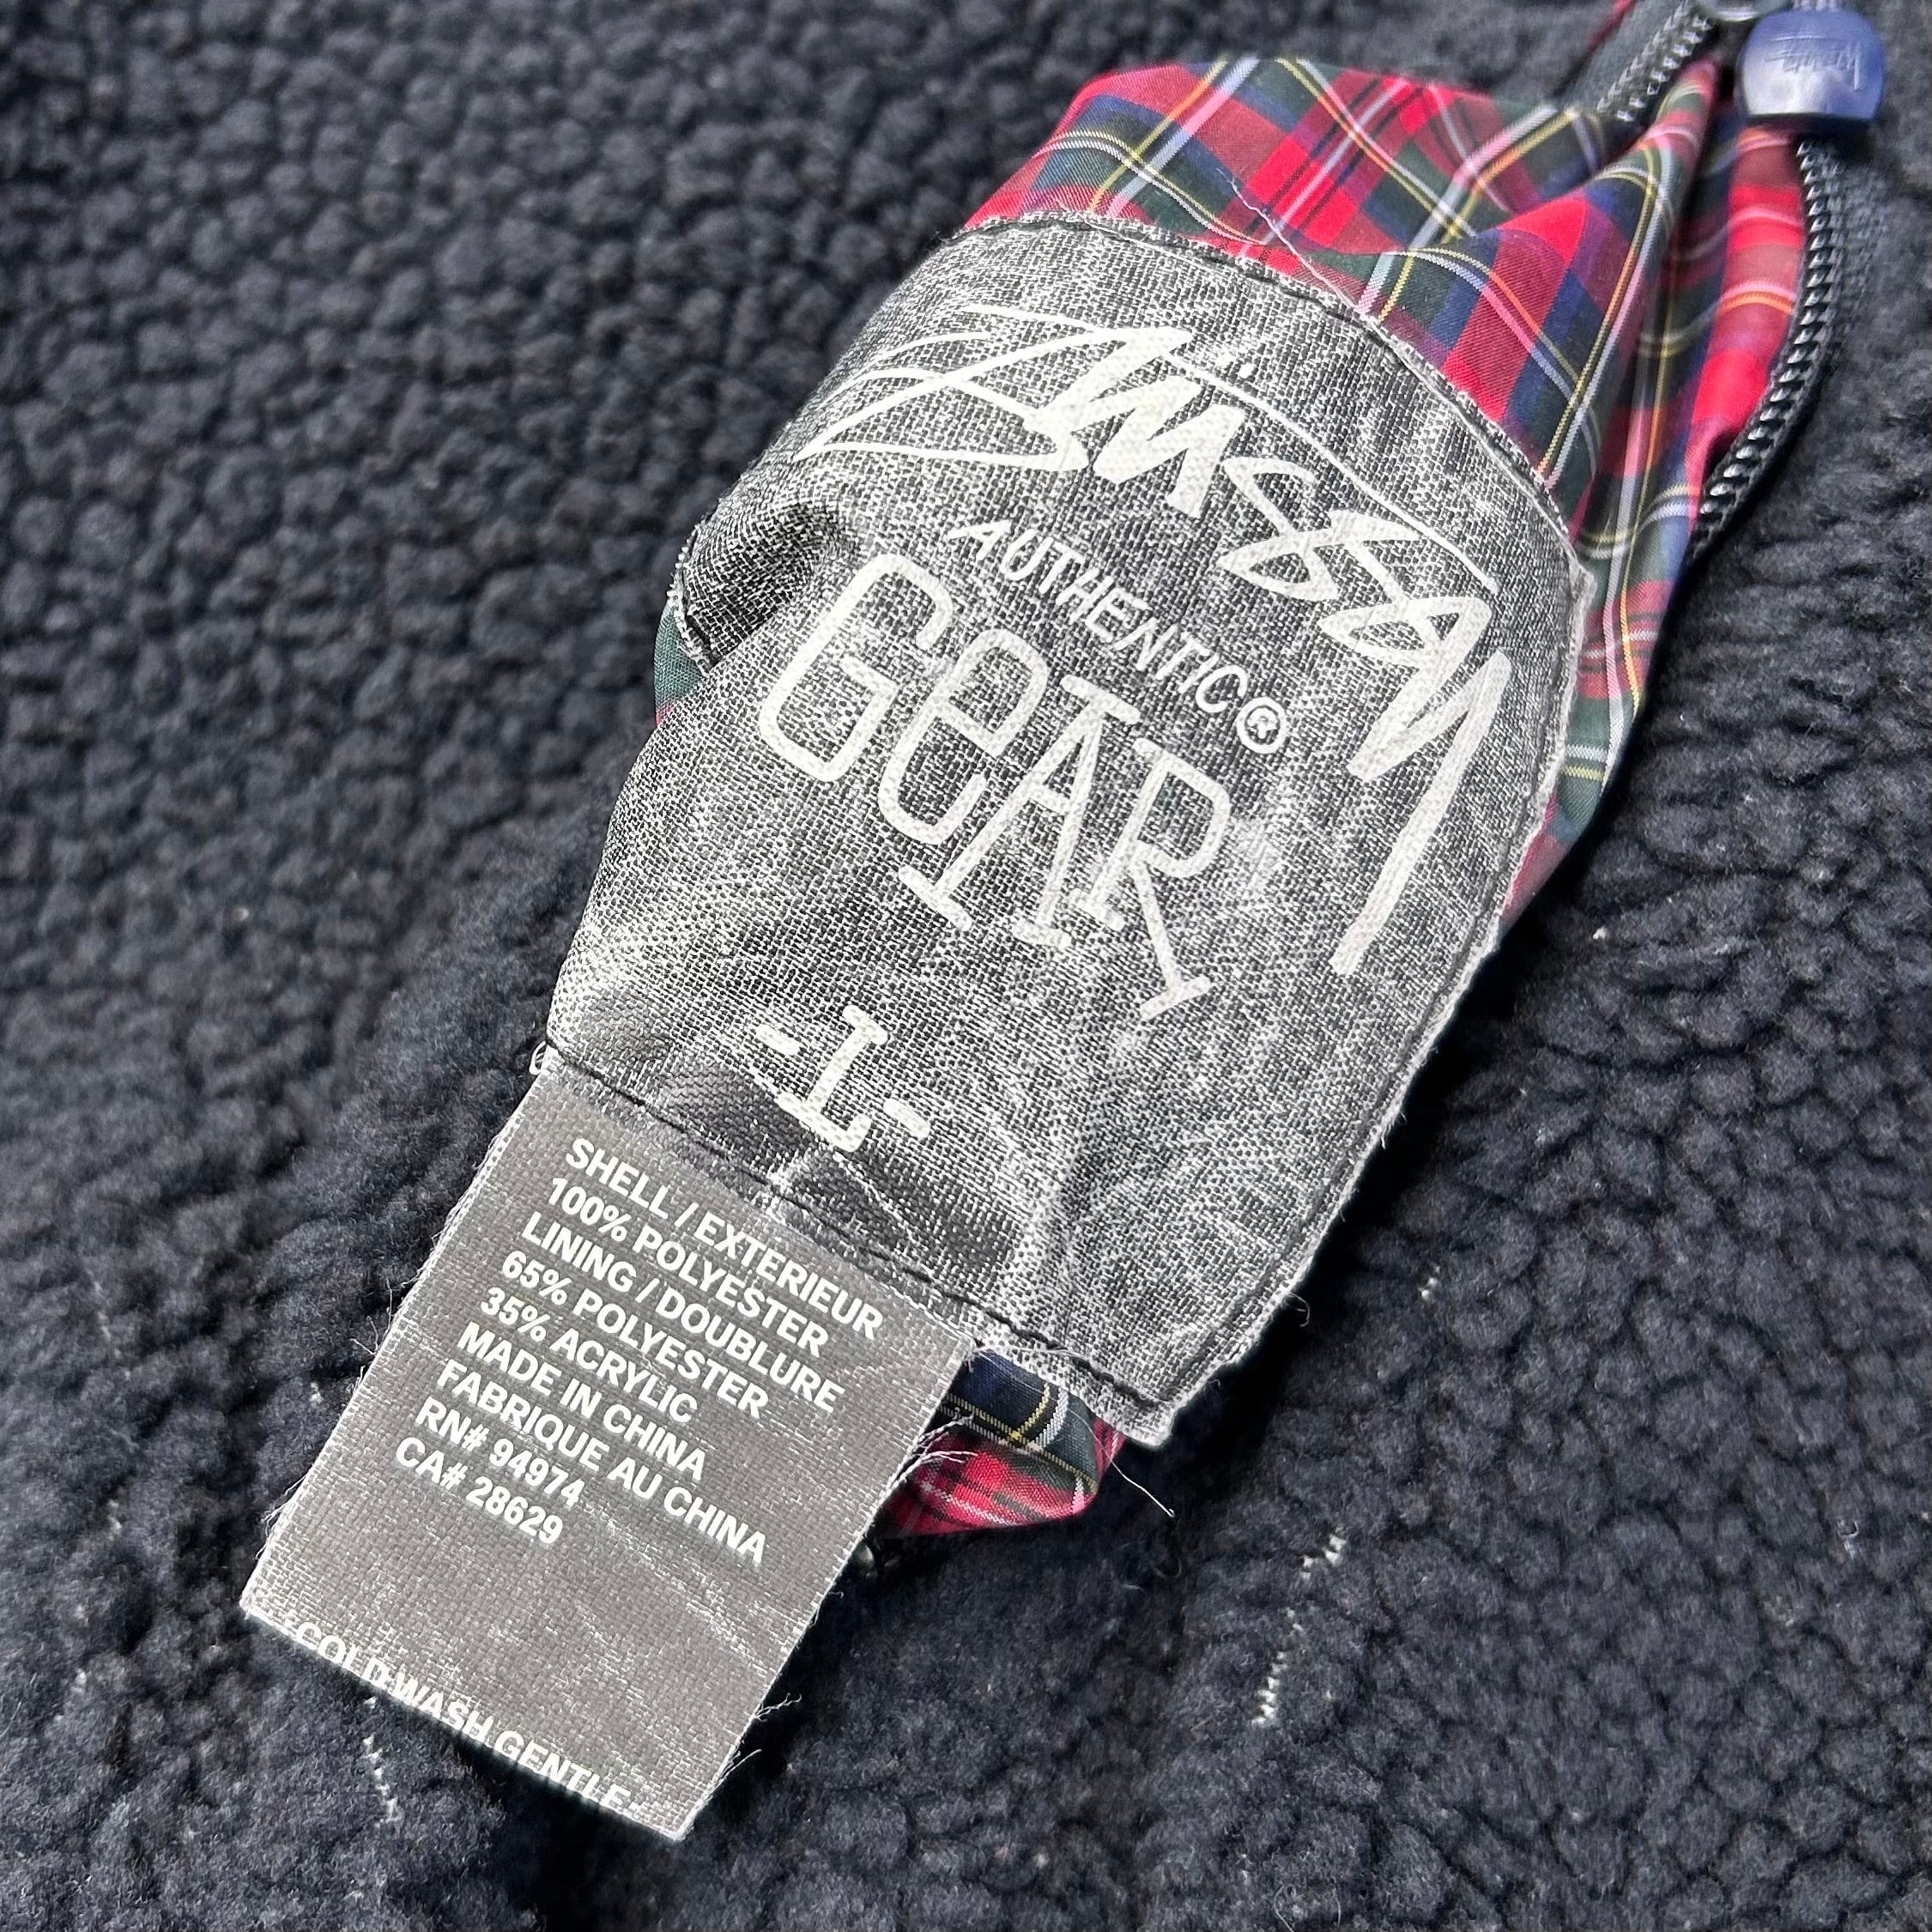 Stüssy
AUTHENTIC®
GeAR
-L-
SHELL / EXTERIEUR
100% POLYESTER
LINING / DOUBLURE
65% POLYESTER
35% ACRYLIC
MADE IN CHINA
FABRIQUE AU CHINA
RN# 94974
CA# 28629
COLD WASH GENTLE